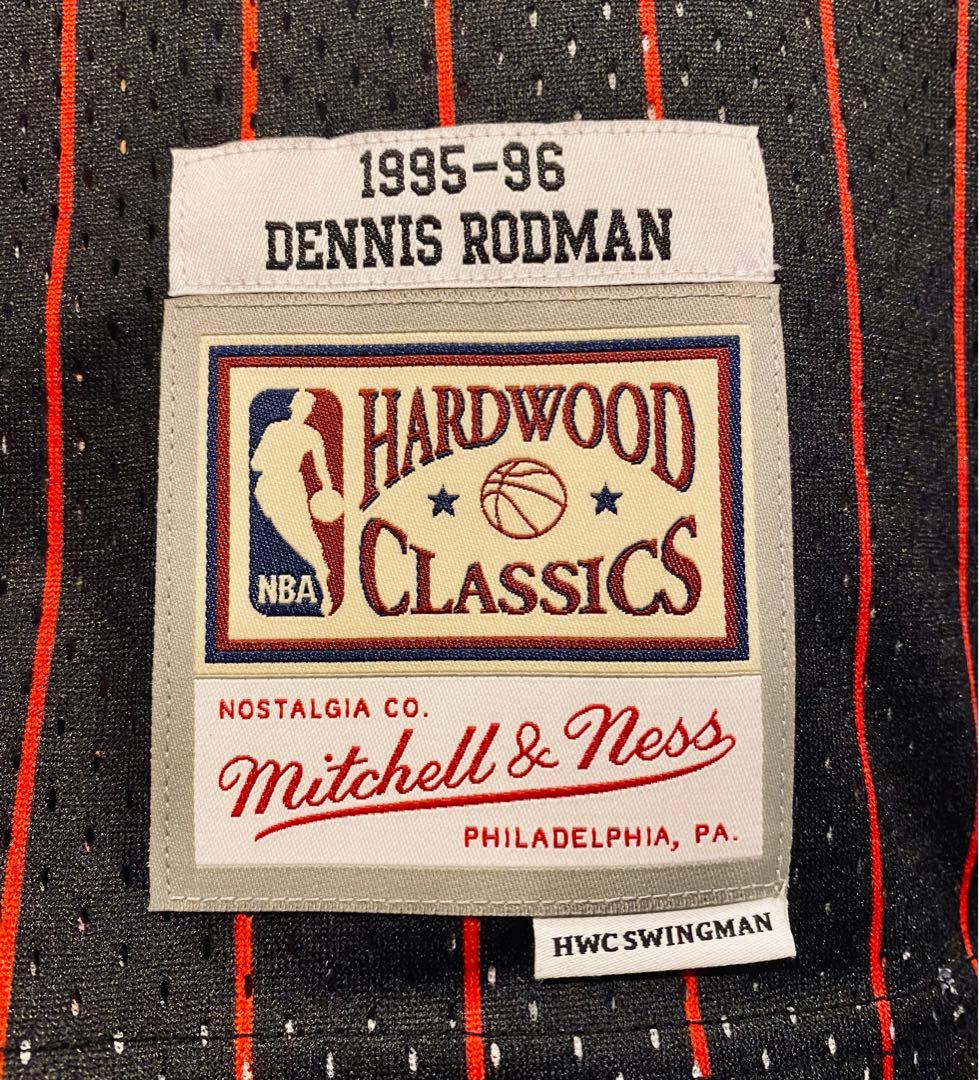 1995-96
DENNIS RODMAN
HARDWOOD
CLASSICS
NBA
NOSTALGIA CO.
Mitchell & Ness
PHILADELPHIA, PA.
HWC SWINGMAN